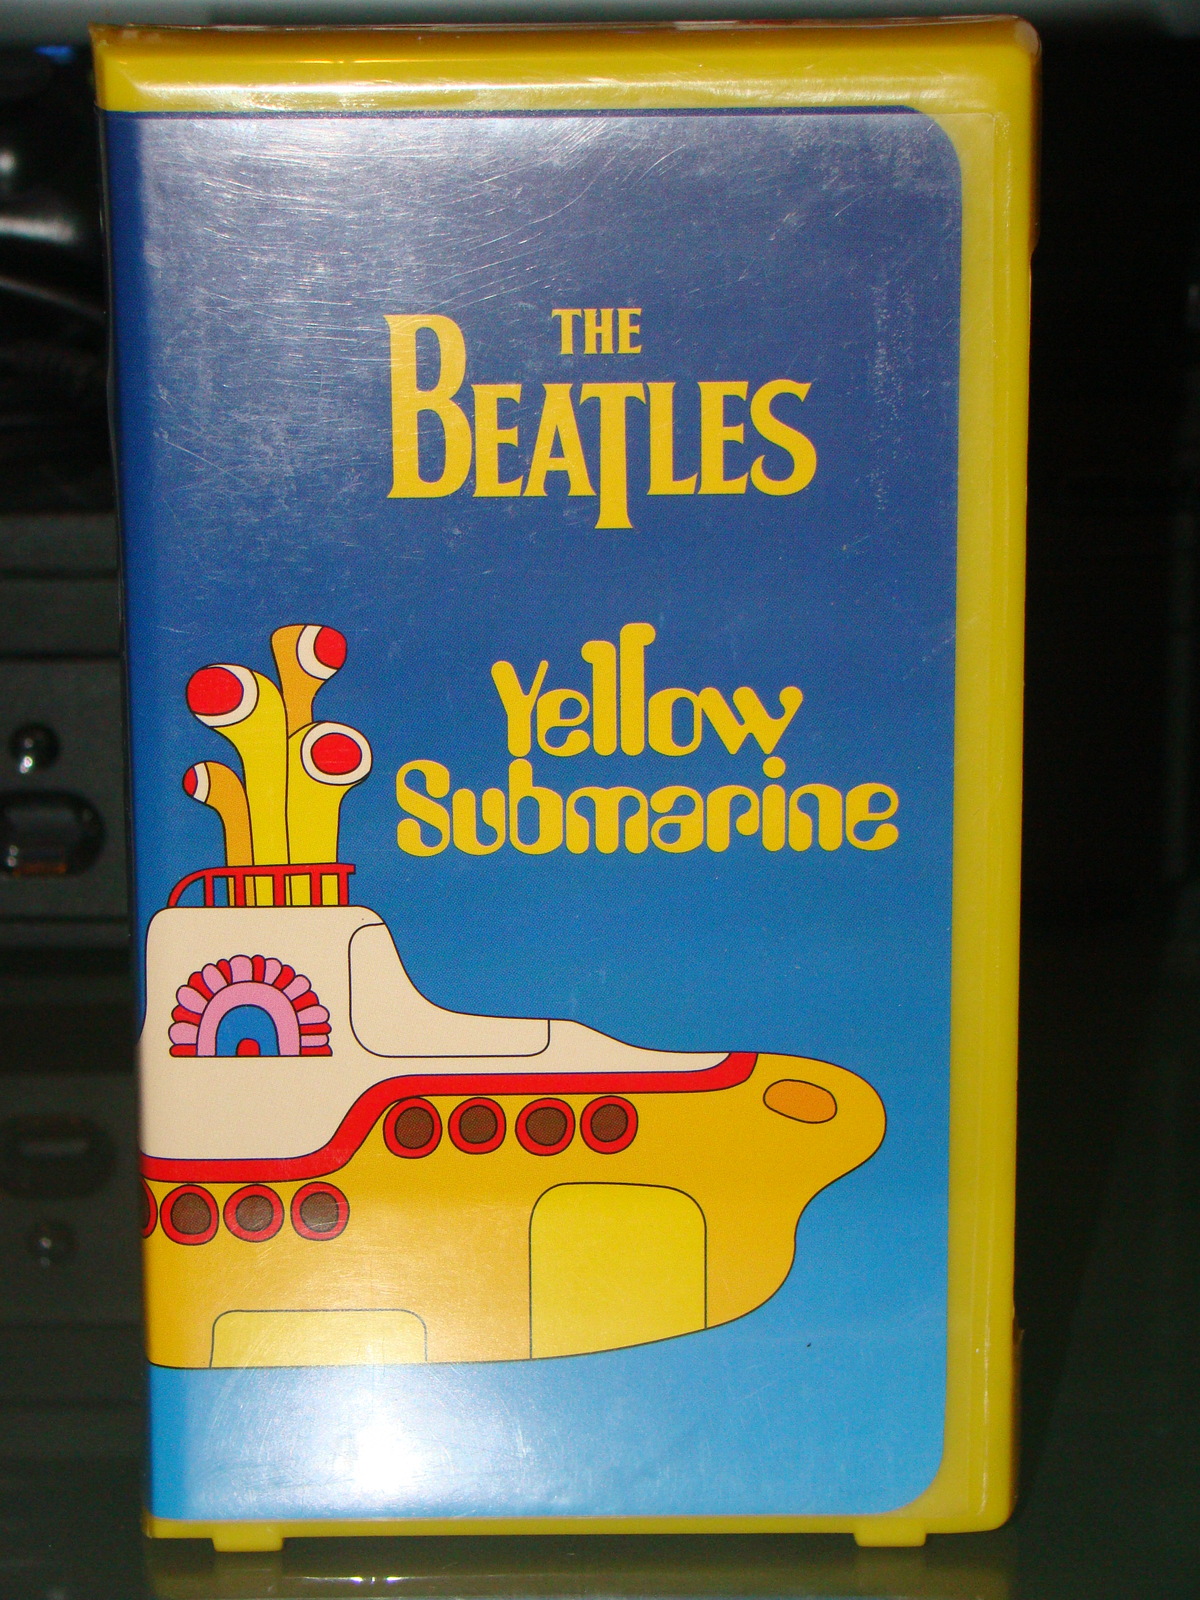 THE
BEATLES
Yellow
Submarine